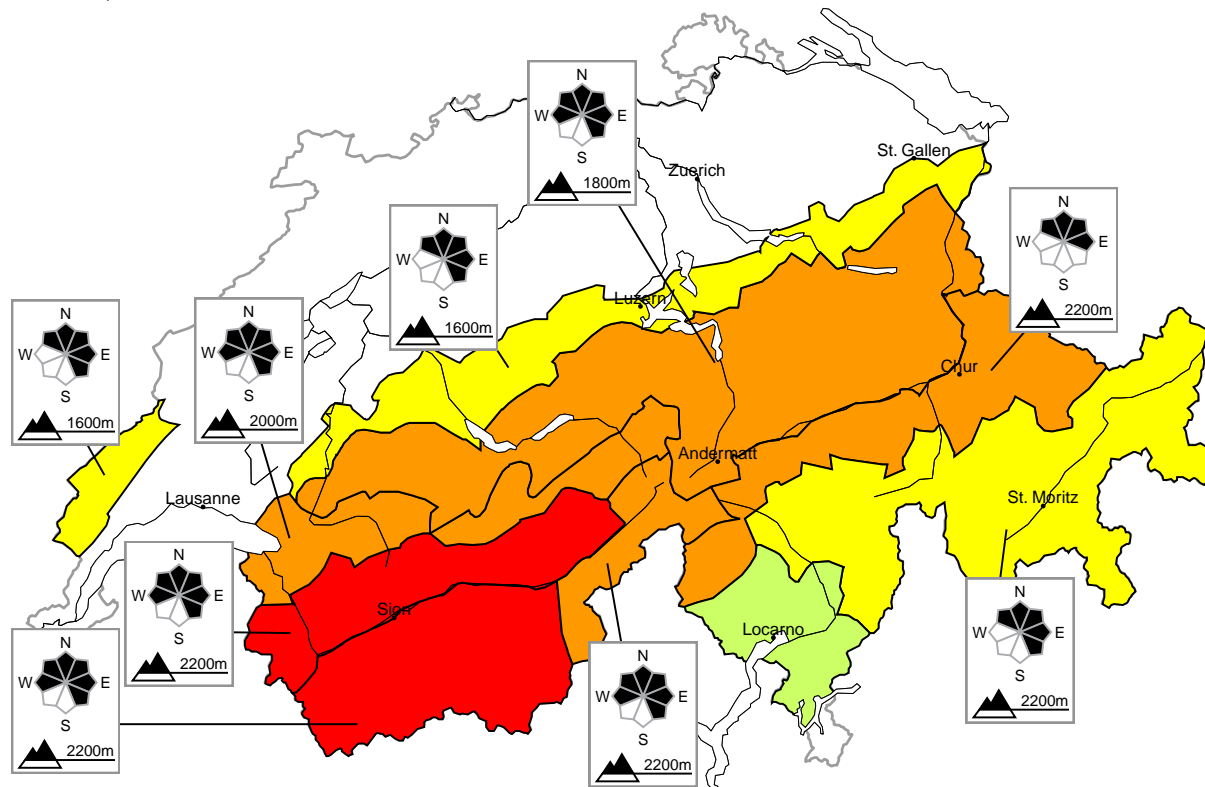 N
W E
S
1800m
St. Gallen
Zuerich
N
W E
S
2200m
N
W E
S
1600m
Luzern
N
W E
S
2000m
N
W E
S
1600m
Chur
Andermatt
Lausanne
St. Moritz
N
W E
S
2200m
Sion
N
W E
S
2200m
Locarno
N
W E
S
2200m
N
W E
S
2200m